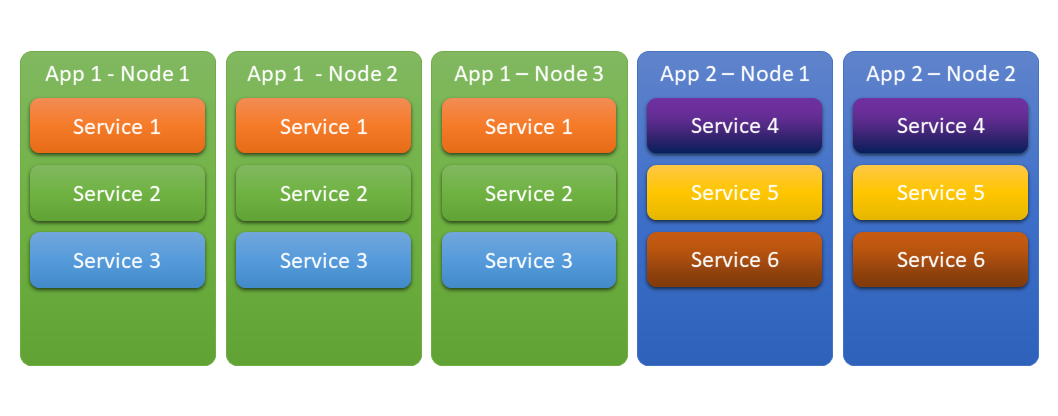 App 1 - Node 1
Service 1
Service 2
Service 3
App 1 - Node 2
Service 1
Service 2
Service 3
App 1 – Node 3
Service 1
Service 2
Service 3
App 2 – Node 1
Service 4
Service 5
Service 6
App 2 – Node 2
Service 4
Service 5
Service 6